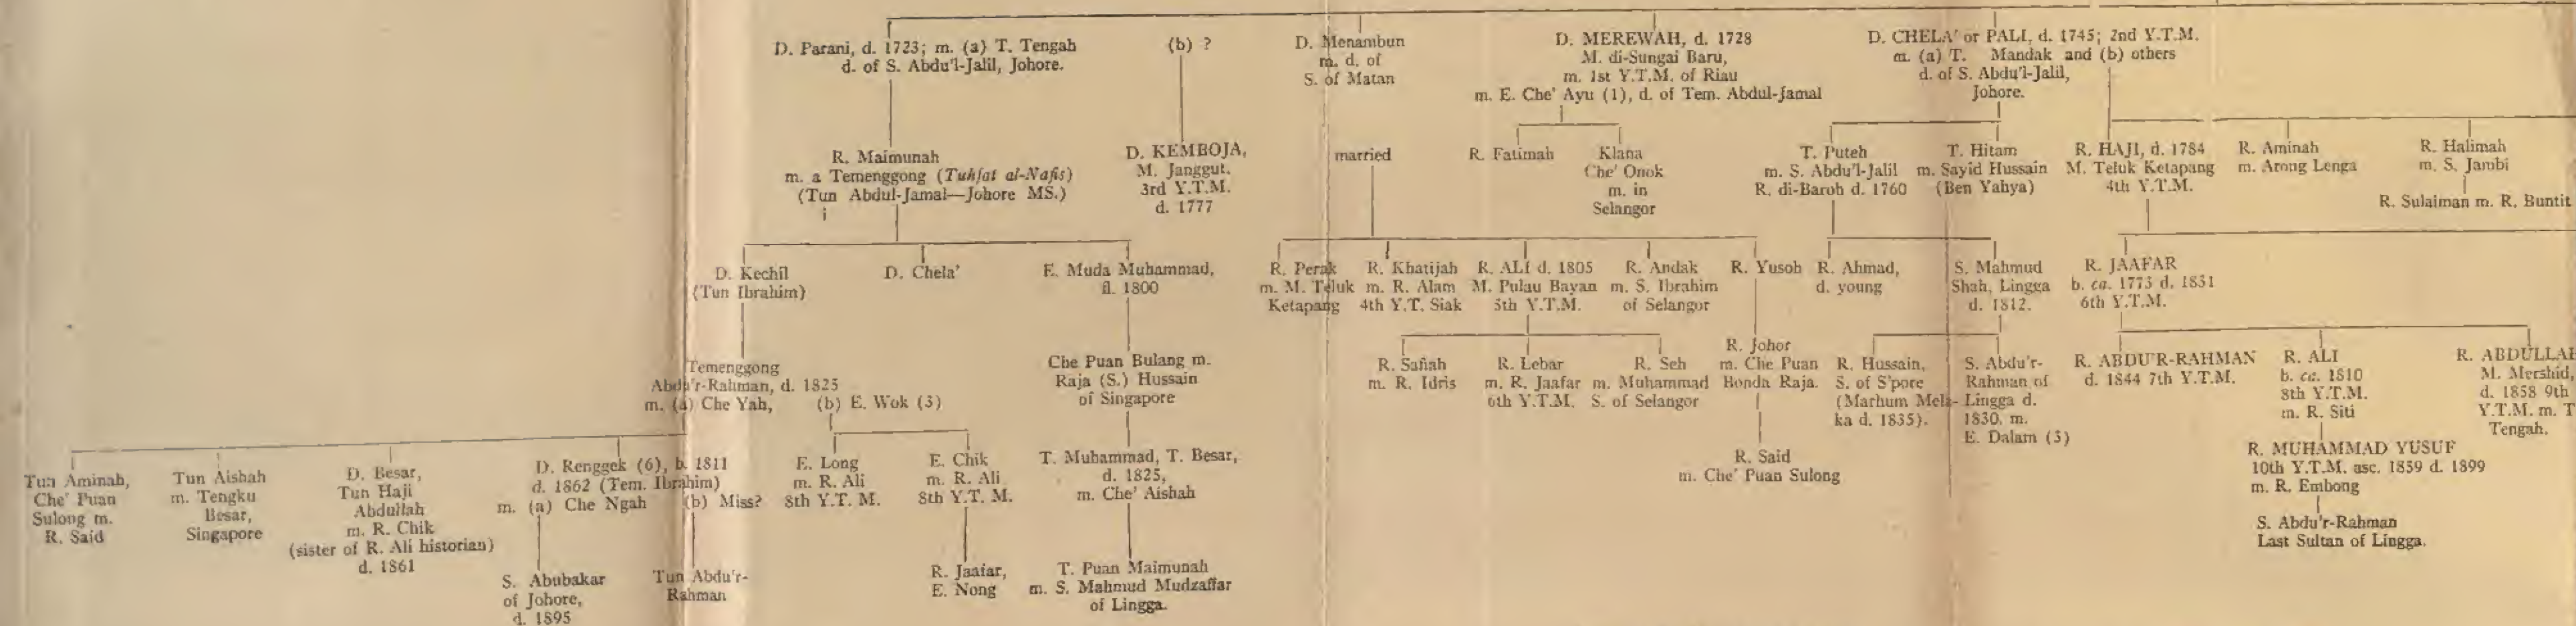 D. Parani, d. 1723; m. (a) T. Tengah
d. of S. Abdu'l-Jalil, Johore.
(b) ?
D. Menambun
m. d. of
S. of Matan
D. MEREWAH, d. 1728
M. di-Sungai Baru,
m. 1st Y.T.M. of Riau
m. E. Che' Ayu (1), d. of Tem. Abdul-Jamal
D. CHELA' or PALI, d. 1745; 2nd Y.T.M.
m. (a) T. Mandak and (b) others
d. of S. Abdu'l-Jalil,
Johore.
R. Maimunah
m. a Temenggong (Tuhfat al-Nafis)
(Tun Abdul-Jamal—Johore MS.)
i
D. KEMBOJA,
M. Janggut.
3rd Y.T.M.
d. 1777
married
R. Fatimah
Klana
Che' Onok
m. in
Selangor
T. Puteh
m. S. Abdu'l-Jalil
R. di-Baroh d. 1760
T. Hitam
m. Sayid Hussain
(Ben Yahya)
R. HAJI, d. 1784
M. Teluk Ketapang
4th Y.T.M.
R. Aminah
m. Arong Lenga
R. Halimah
m. S. Jambi
R. Sulaiman m. R. Buntit
D. Kechil
(Tun Ibrahim)
D. Chela'
E. Muda Muhammad,
fl. 1800
R. Perak
m. M. Teluk
Ketapang
R. Khatijah
m. R. Alam
4th Y.T. Siak
R. ALI d. 1805
M. Pulau Bayan
5th Y.T.M.
R. Andak
m. S. Ibrahim
of Selangor
R. Yusoh
R. Ahmad,
d. young
S. Mahmud
Shah, Lingga
d. 1812.
R. JAAFAR
b. ca. 1773 d. 1831
6th Y.T.M.
Temenggong
Abdu'r-Rahman, d. 1825
m. (a) Che Yah, (b) E. Wok (3)
Che Puan Bulang m.
Raja (S.) Hussain
of Singapore
R. Safiah
m. R. Idris
R. Lebar
m. R. Jaafar
6th Y.T.M.
R. Seh
m. Muhammad
S. of Selangor
R. Johor
m. Che Puan
Bonda Raja.
R. Hussain,
S. of S'pore
(Marhum Mela-
ka d. 1835).
S. Abdu'r-
Rahman of
Lingga d.
1830. m.
E. Dalam (5)
R. ABDU'R-RAHMAN
d. 1844 7th Y.T.M.
R. ALI
b. ca. 1810
8th Y.T.M.
m. R. Siti
R. ABDULLAH
M. Mershid,
d. 1858 9th
Y.T.M. m. T
Tengah.
Tun Aminah,
Che' Puan
Sulong m.
R. Said
Tun Aishah
m. Tengku
Besar,
Singapore
D. Besar,
Tun Haji
Abdullah
m. R. Chik
(sister of R. Ali historian)
d. 1861
D. Renggek (6), b. 1811
d. 1862 (Tem. Ibrahim)
m. (a) Che Ngah (b) Miss?
E. Long
m. R. Ali
8th Y.T. M.
E. Chik
m. R. Ali
8th Y.T. M.
T. Muhammad, T. Besar,
d. 1825,
m. Che' Aishah
R. Said
m. Che' Puan Sulong
R. MUHAMMAD YUSUF
10th Y.T.M. asc. 1859 d. 1899
m. R. Embong
S. Abdu'r-Rahman
Last Sultan of Lingga.
S. Abubakar
of Johore,
d. 1895
Tun Abdu'r-
Rahman
R. Jaafar,
E. Nong
T. Puan Maimunah
m. S. Mahmud Mudzaffar
of Lingga.